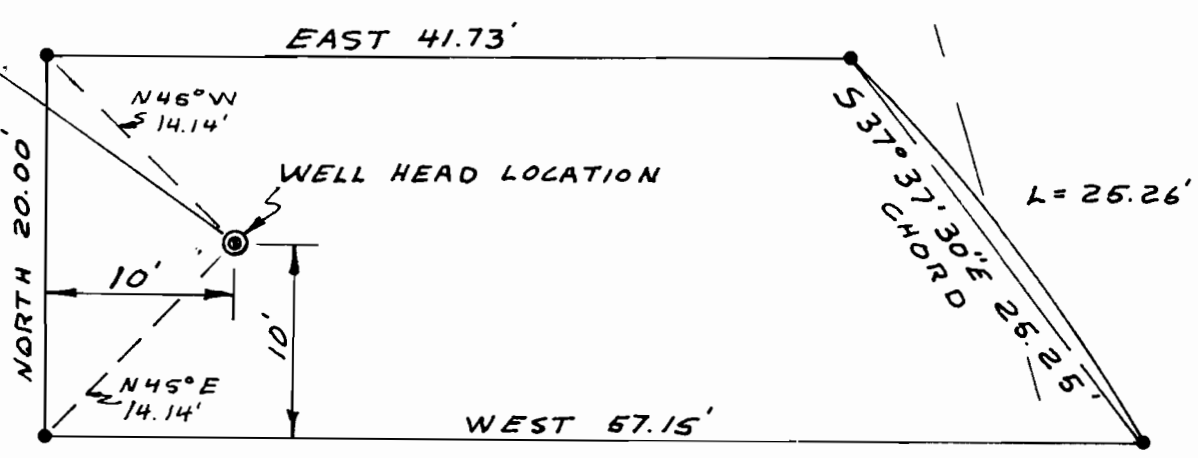 EAST 41.73'
N45°W
14.14'
NORTH 20.00'
WELL HEAD LOCATION
S 37° 37' 30" E 25.25'
CHORD
L = 25.26'
10'
10'
N45°E
14.14'
WEST 57.15'